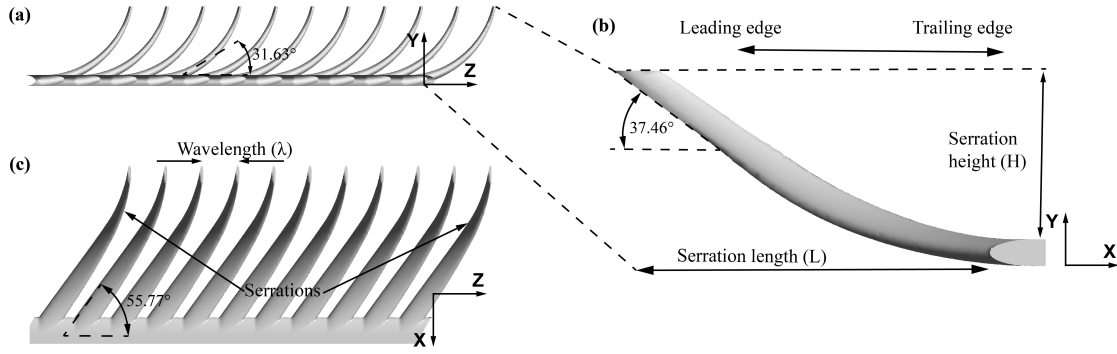 (a)
31.63°
Y
Z
(b)
Leading edge
Trailing edge
37.46°
Serration
height (H)
Serration length (L)
Y
X
(c)
Wavelength (λ)
Serrations
55.77°
Z
X